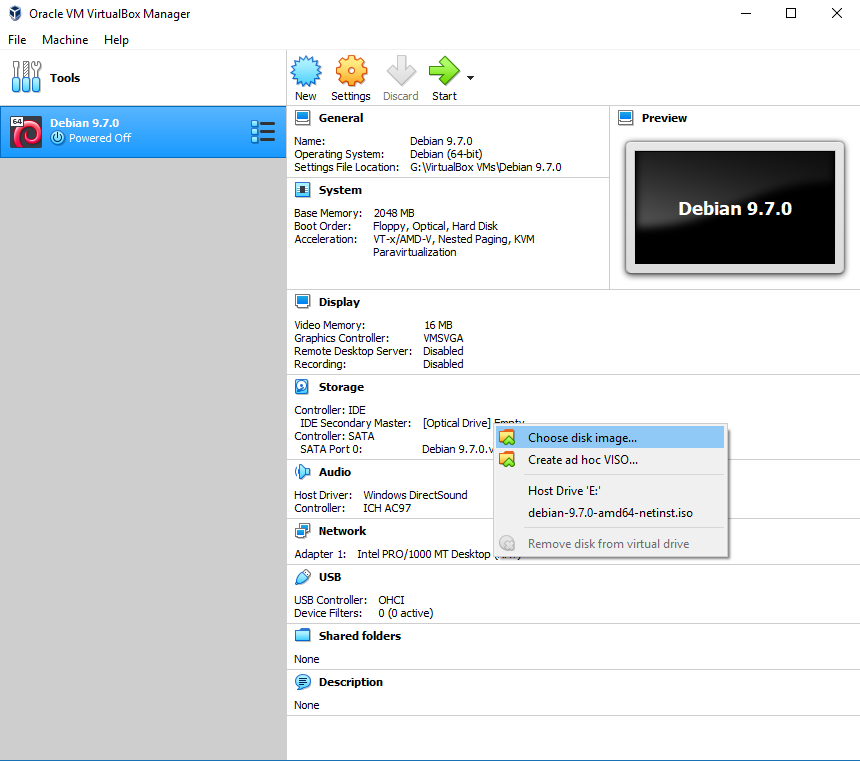 Oracle VM VirtualBox Manager
File Machine Help
Tools
New Settings Discard Start
64
Debian 9.7.0
Powered Off
General
Name: Debian 9.7.0
Operating System: Debian (64-bit)
Settings File Location: G:\VirtualBox VMs\Debian 9.7.0
Preview
Debian 9.7.0
System
Base Memory: 2048 MB
Boot Order: Floppy, Optical, Hard Disk
Acceleration: VT-x/AMD-V, Nested Paging, KVM
Paravirtualization
Display
Video Memory: 16 MB
Graphics Controller: VMSVGA
Remote Desktop Server: Disabled
Recording: Disabled
Storage
Controller: IDE
IDE Secondary Master: [Optical Drive] Empty
Controller: SATA
SATA Port 0: Debian 9.7.0.v
Choose disk image...
Create ad hoc VISO...
Host Drive 'E:'
debian-9.7.0-amd64-netinst.iso
Remove disk from virtual drive
Audio
Host Driver: Windows DirectSound
Controller: ICH AC97
Network
Adapter 1: Intel PRO/1000 MT Desktop
USB
USB Controller: OHCI
Device Filters: 0 (0 active)
Shared folders
None
Description
None